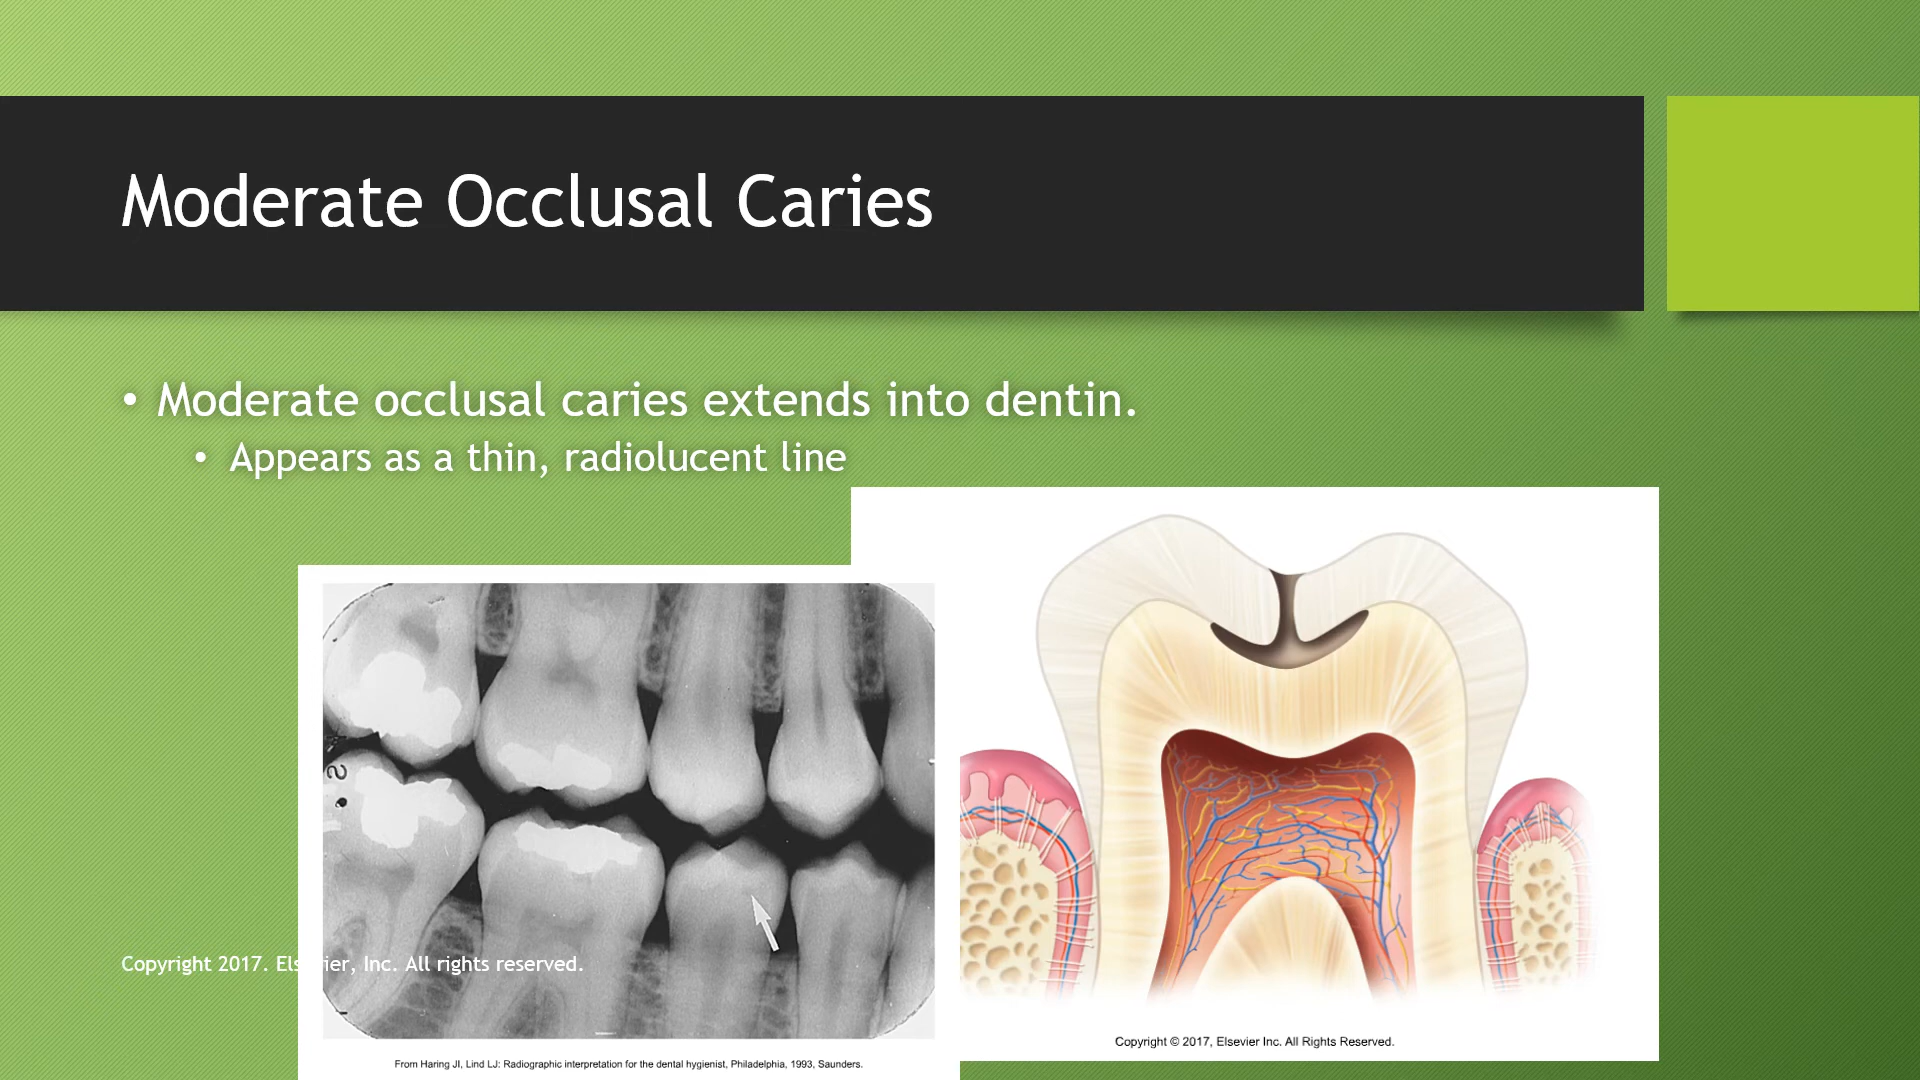 Moderate Occlusal Caries
• Moderate occlusal caries extends into dentin.
• Appears as a thin, radiolucent line
Copyright 2017. Elsevier, Inc. All rights reserved.
From Haring JI, Lind LJ: Radiographic interpretation for the dental hygienist, Philadelphia, 1993, Saunders.
Copyright © 2017, Elsevier Inc. All Rights Reserved.